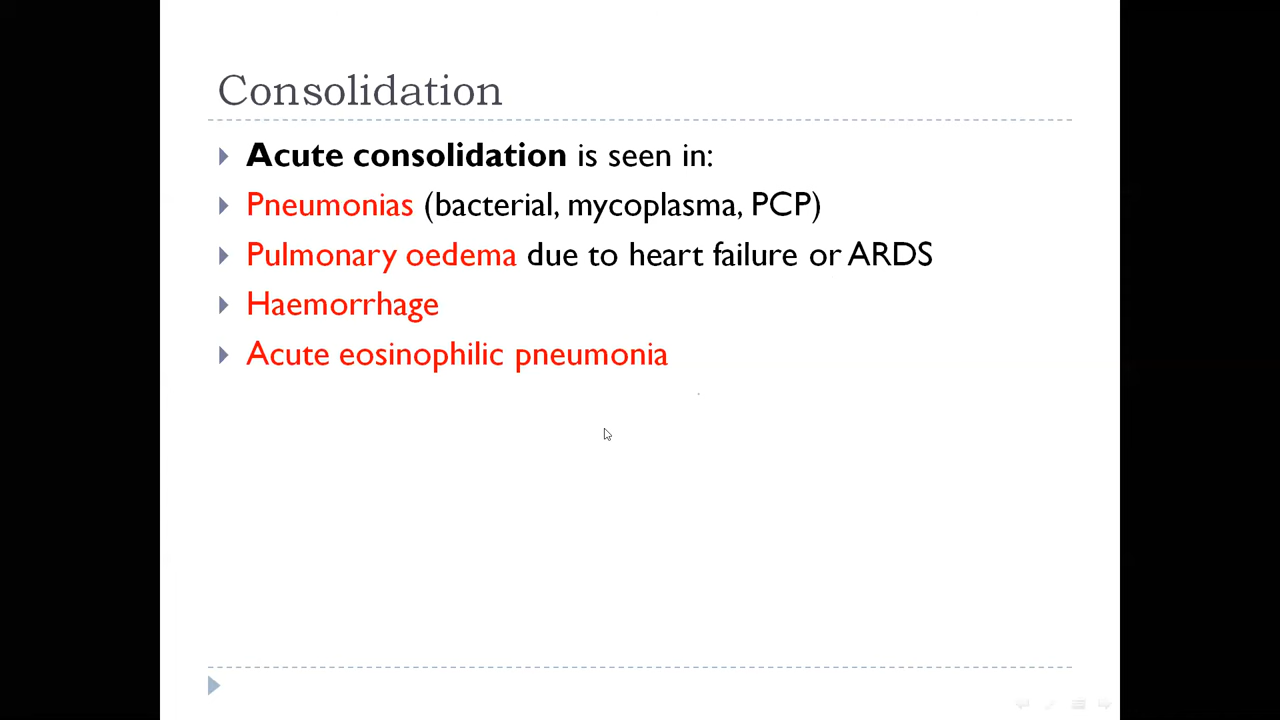 Consolidation
Acute consolidation is seen in:
Pneumonias (bacterial, mycoplasma, PCP)
Pulmonary oedema due to heart failure or ARDS
Haemorrhage
Acute eosinophilic pneumonia